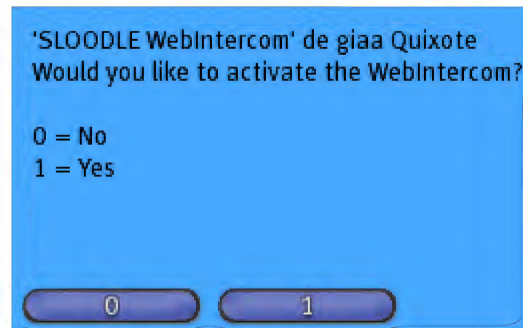 'SLOODLE WebIntercom' de giaa Quixote
Would you like to activate the WebIntercom?
0 = No
1 = Yes
0
1